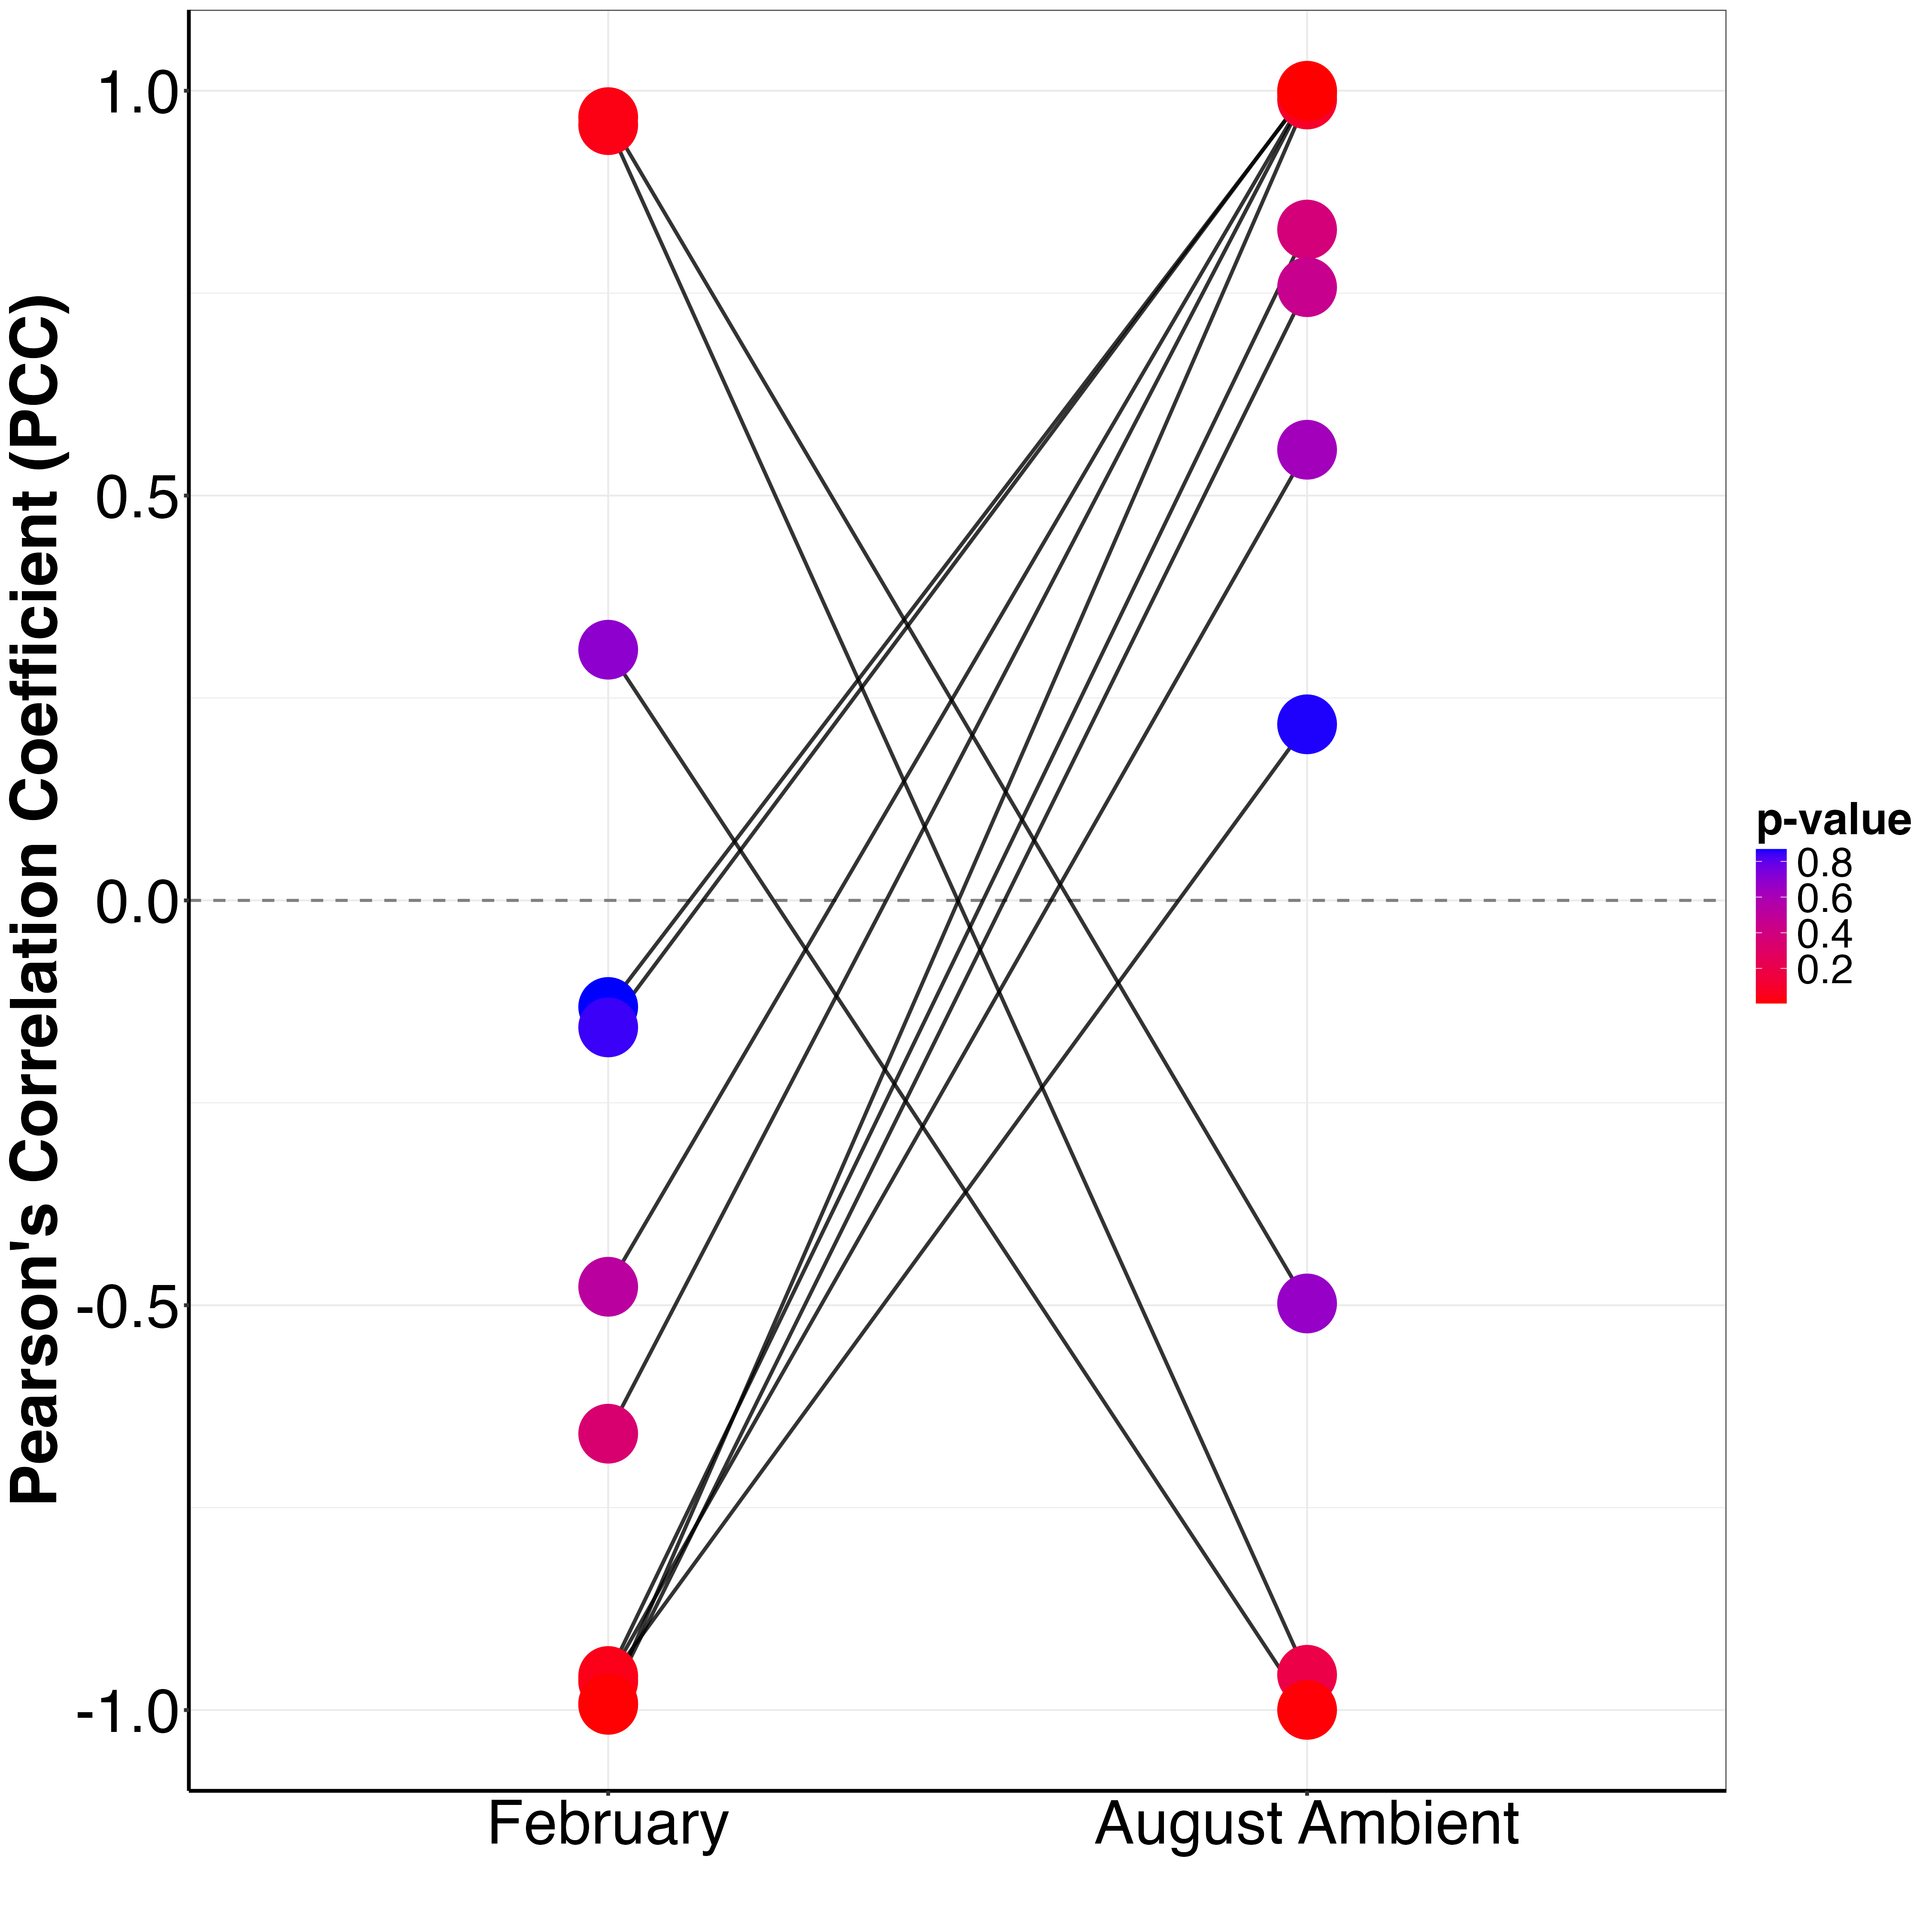 Pearson's Correlation Coefficient (PCC)
1.0
0.5
0.0
-0.5
-1.0
February
August Ambient
p-value
0.8
0.6
0.4
0.2